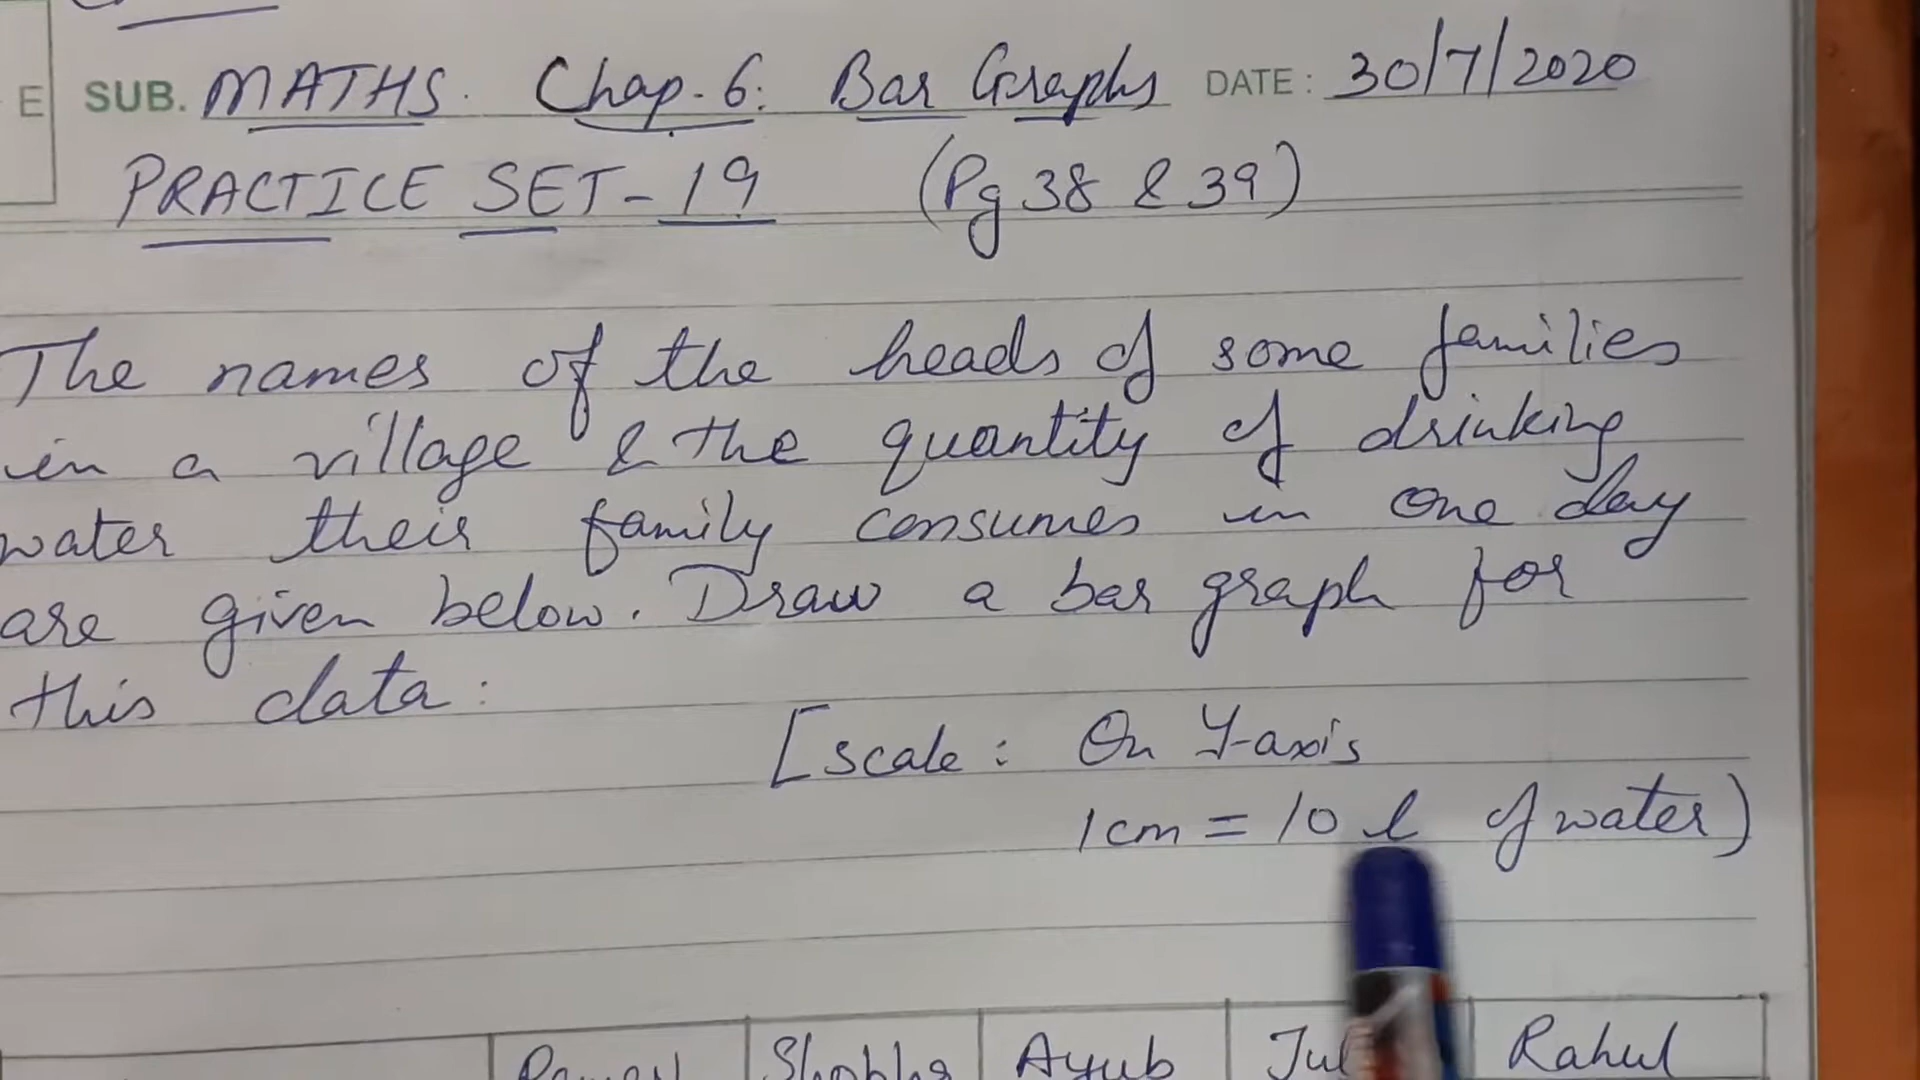 E SUB. MATHS. Chap. 6: Bar Graphs DATE: 30/7/2020
PRACTICE SET-19 (Pg 38 & 39)
The names of the heads of some families
in a village & the quantity of drinking
water their family consumes in one day
are given below. Draw a bar graph for
this data:
[scale: On Y-axis
1cm = 10 l of water)
Shobha Ayub Rahul